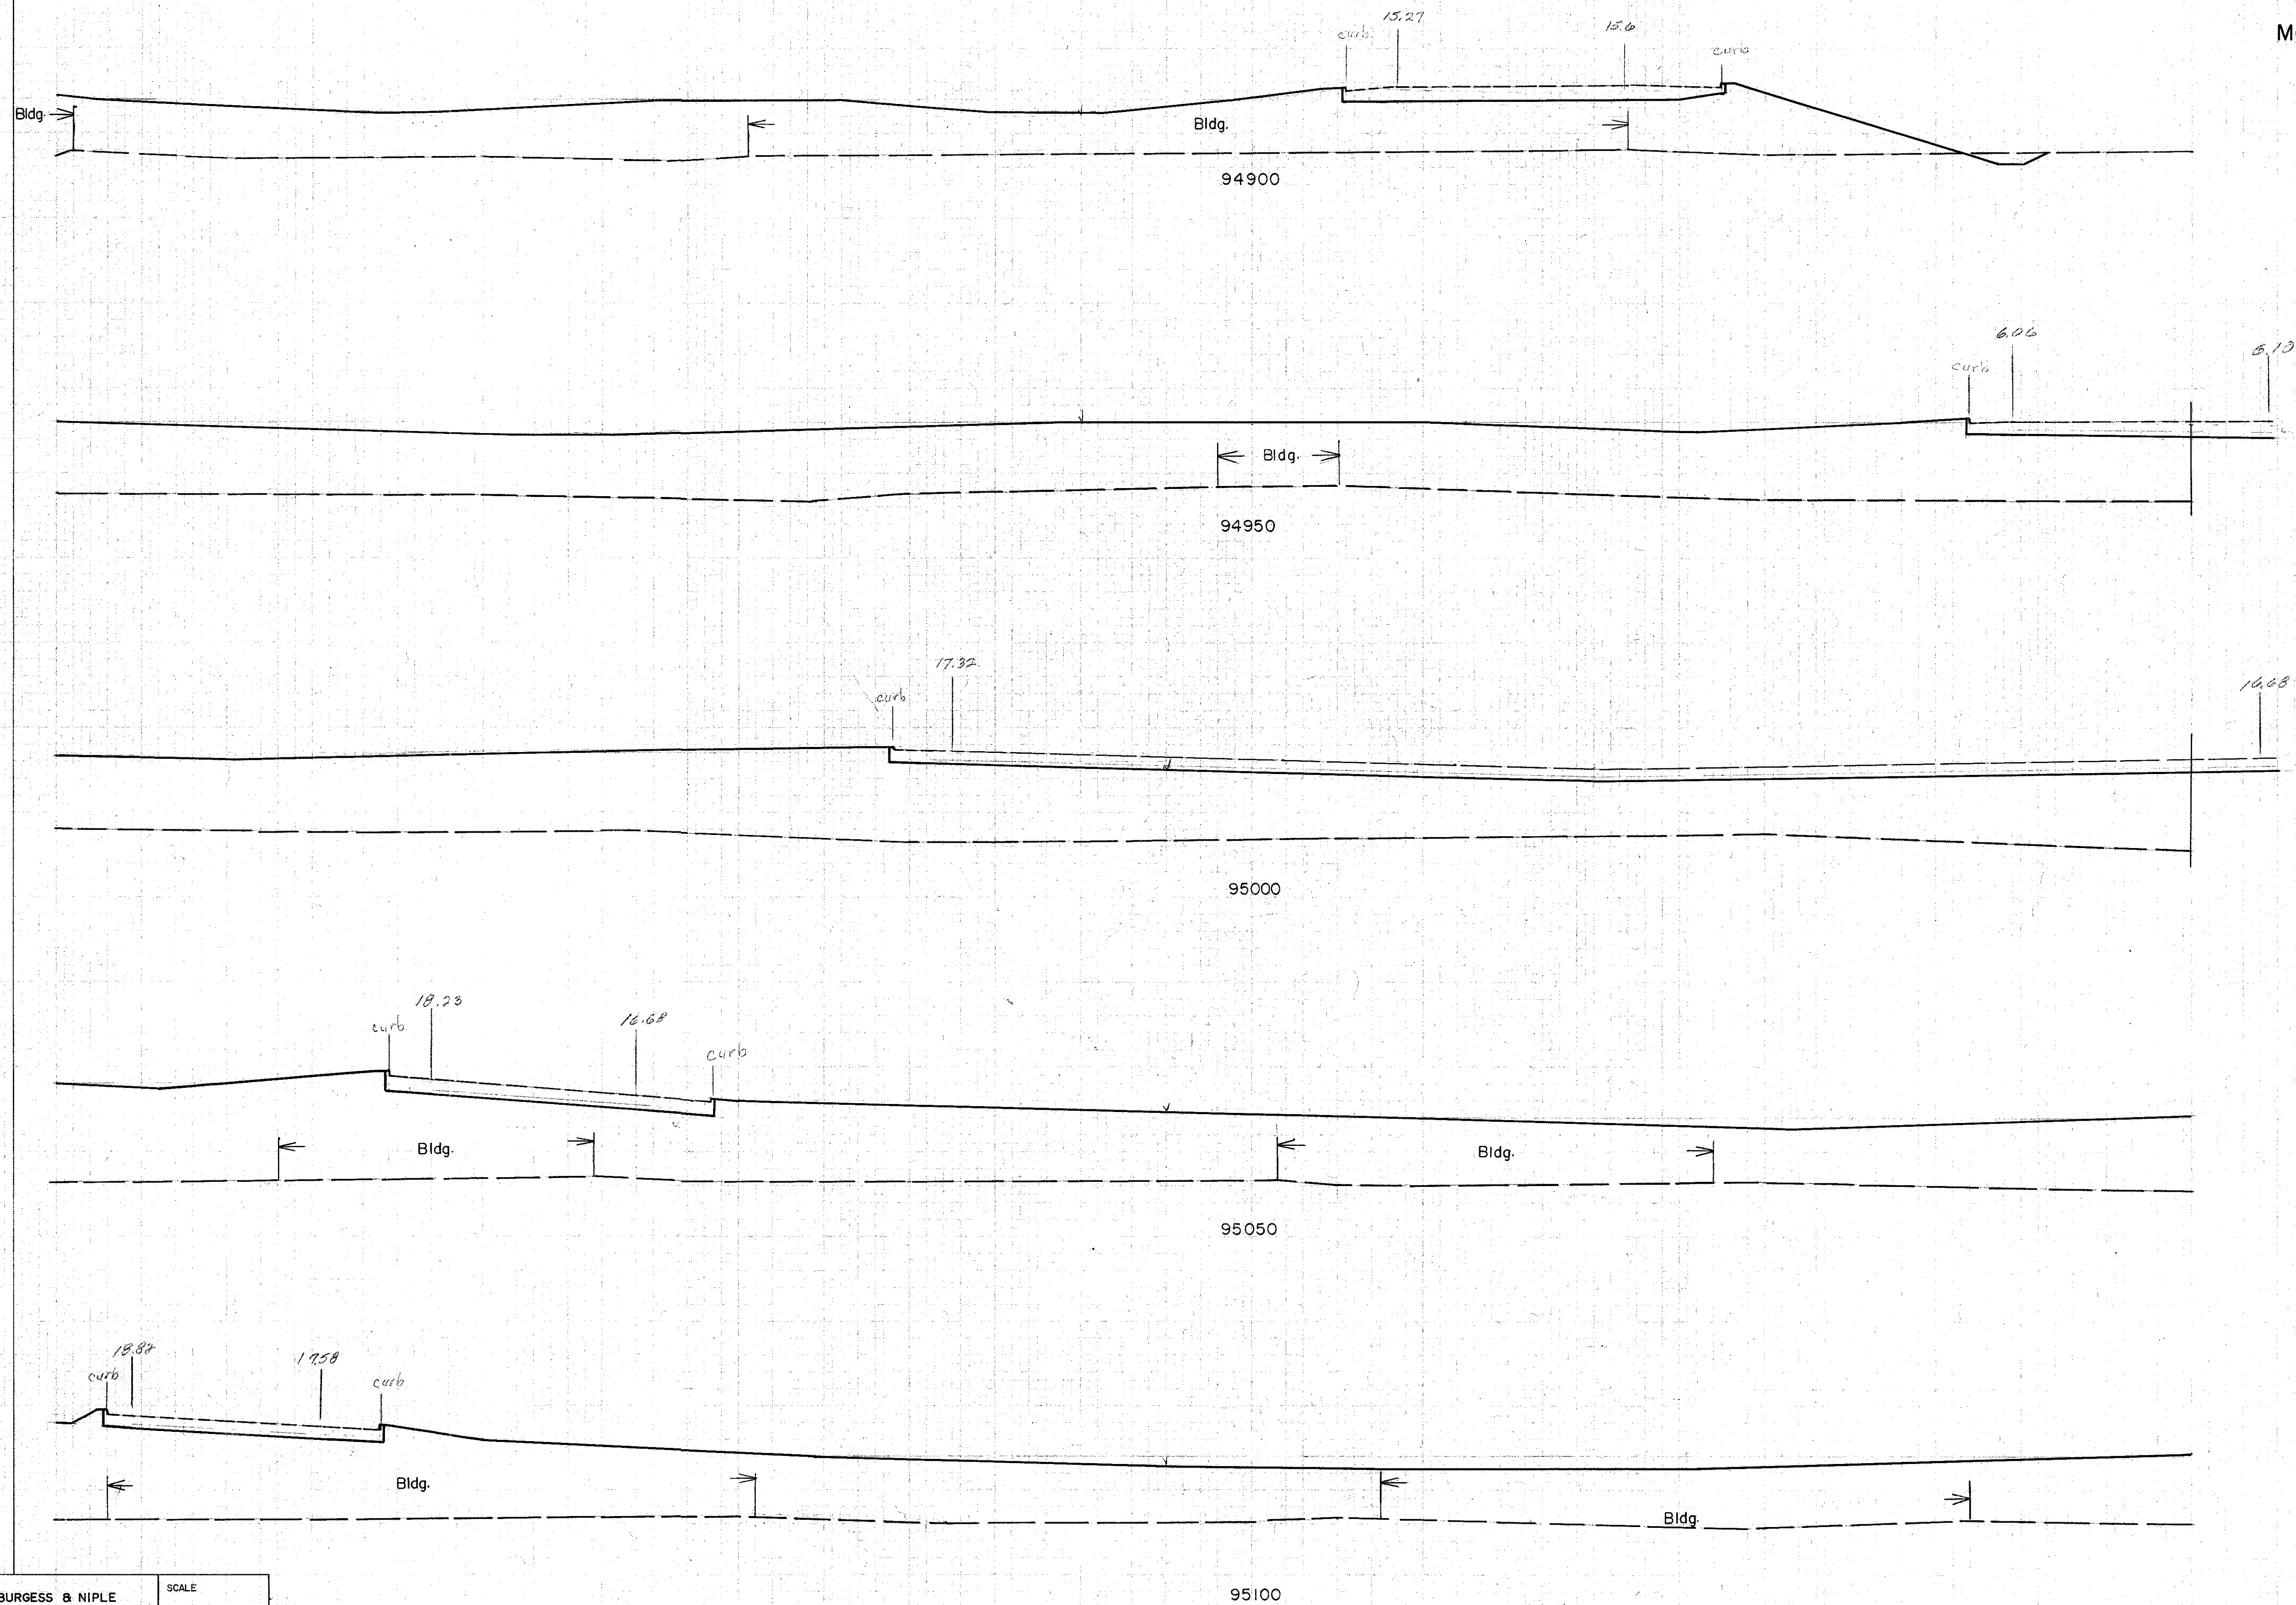 M
15.27
15.6
curb
curb
Bldg.
Bldg.
94900
6.06
curb
Bldg.
94950
17.32
16.68
curb
95000
18.23
16.68
curb
curb
Bldg.
Bldg.
95050
18.82
17.58
curb
curb
Bldg.
Bldg.
95100
BURGESS & NIPLE
SCALE